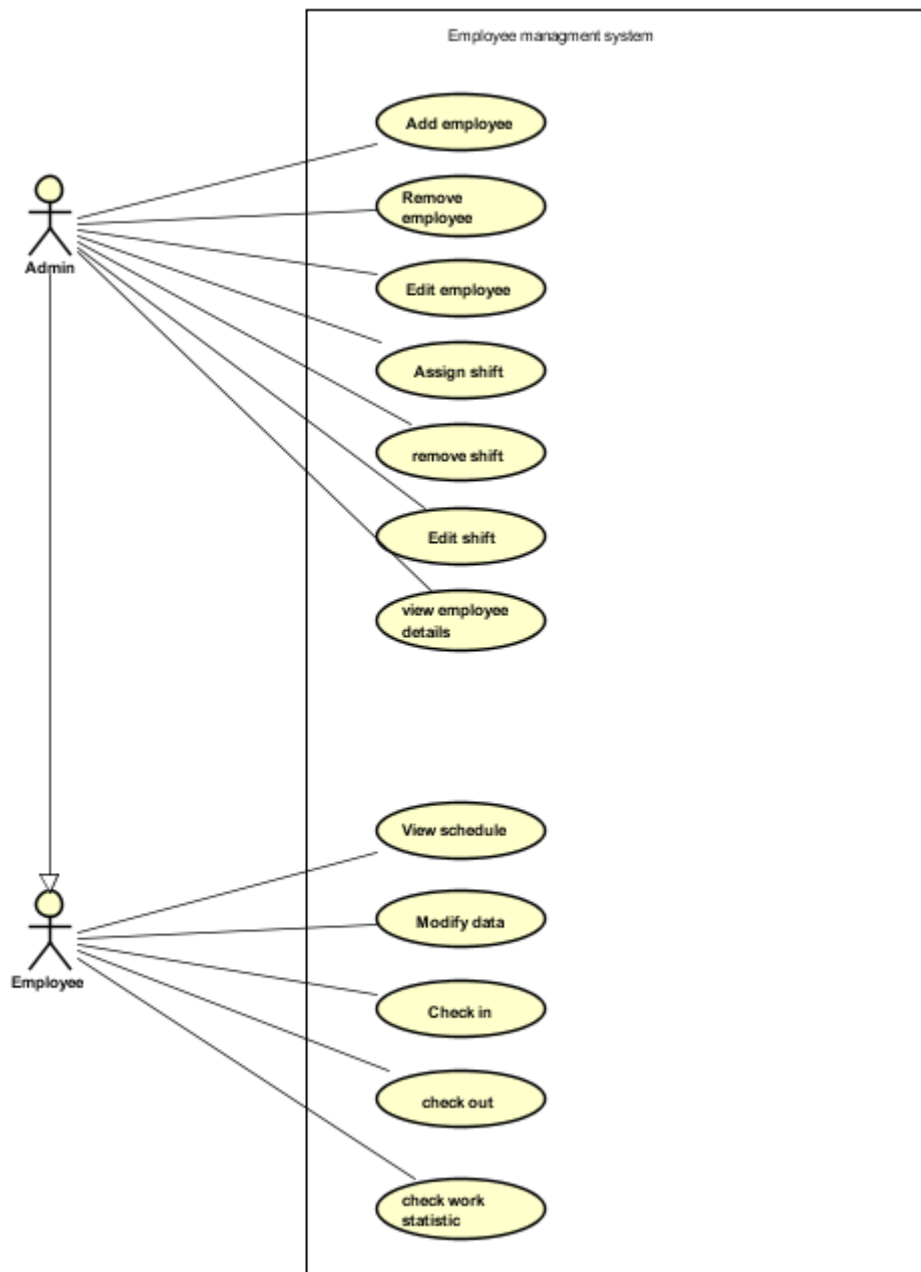 Employee managment system
Add employee
Remove
employee
Admin
Edit employee
Assign shift
remove shift
Edit shift
view employee
details
View schedule
Modify data
Employee
Check in
check out
check work
statistic